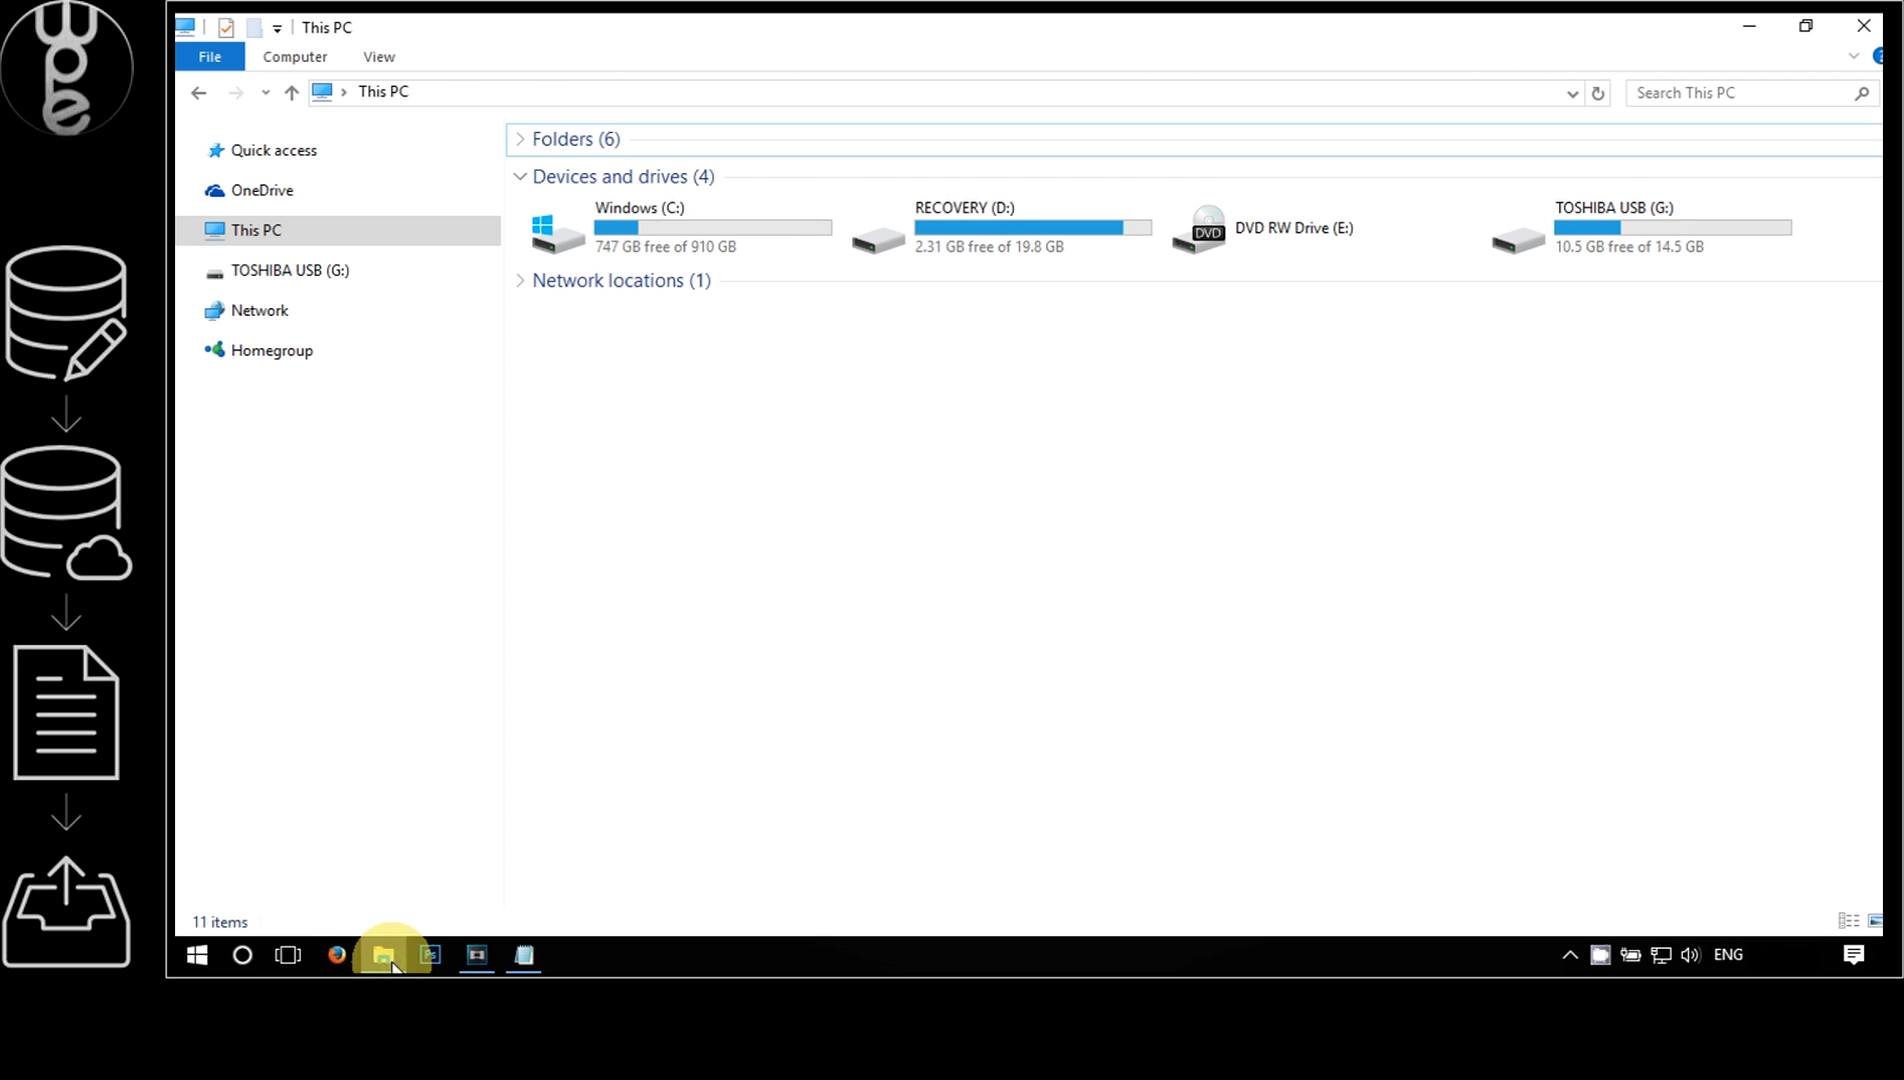 wpe
This PC
File Computer View
This PC
Search This PC
Quick access
OneDrive
This PC
TOSHIBA USB (G:)
Network
Homegroup
Folders (6)
Devices and drives (4)
Windows (C:)
747 GB free of 910 GB
RECOVERY (D:)
2.31 GB free of 19.8 GB
DVD
DVD RW Drive (E:)
TOSHIBA USB (G:)
10.5 GB free of 14.5 GB
Network locations (1)
11 items
Ps
ENG